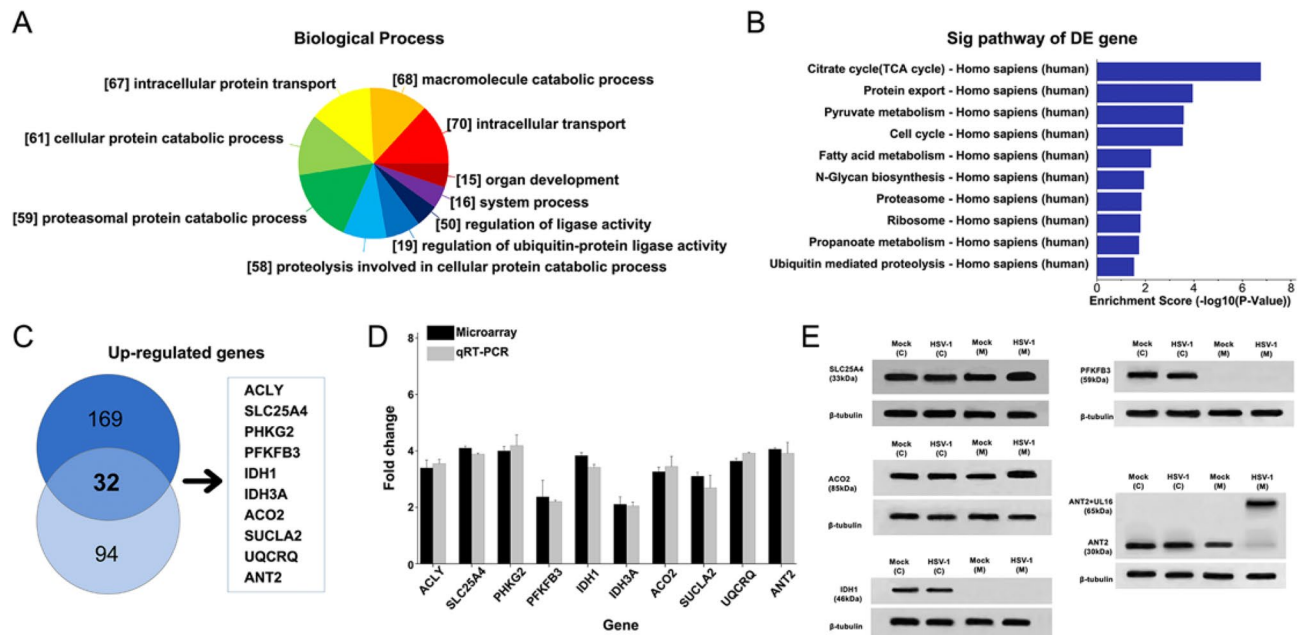 A
Biological Process
[67] intracellular protein transport
[68] macromolecule catabolic process
[61] cellular protein catabolic process
[70] intracellular transport
[15] organ development
[16] system process
[59] proteasomal protein catabolic process
[50] regulation of ligase activity
[19] regulation of ubiquitin-protein ligase activity
[58] proteolysis involved in cellular protein catabolic process
B
Sig pathway of DE gene
Citrate cycle(TCA cycle) - Homo sapiens (human)
Protein export - Homo sapiens (human)
Pyruvate metabolism - Homo sapiens (human)
Cell cycle - Homo sapiens (human)
Fatty acid metabolism - Homo sapiens (human)
N-Glycan biosynthesis - Homo sapiens (human)
Proteasome - Homo sapiens (human)
Ribosome - Homo sapiens (human)
Propanoate metabolism - Homo sapiens (human)
Ubiquitin mediated proteolysis - Homo sapiens (human)
0 2 4 6 8
Enrichment Score (-log10(P-Value))
C
Up-regulated genes
169
32
94
ACLY
SLC25A4
PHKG2
PFKFB3
IDH1
IDH3A
ACO2
SUCLA2
UQCRQ
ANT2
D
Microarray
qRT-PCR
Fold change
8
6
4
2
0
ACLY SLC25A4 PHKG2 PFKFB3 IDH1 IDH3A ACO2 SUCLA2 UQCRQ ANT2
Gene
E
Mock (C) HSV-1 (C) Mock (M) HSV-1 (M)
SLC25A4
(33kDa)
β-tubulin
Mock (C) HSV-1 (C) Mock (M) HSV-1 (M)
ACO2
(85kDa)
β-tubulin
Mock (C) HSV-1 (C) Mock (M) HSV-1 (M)
IDH1
(46kDa)
β-tubulin
Mock (C) HSV-1 (C) Mock (M) HSV-1 (M)
PFKFB3
(59kDa)
β-tubulin
Mock (C) HSV-1 (C) Mock (M) HSV-1 (M)
ANT2+UL16
(65kDa)
ANT2
(30kDa)
β-tubulin